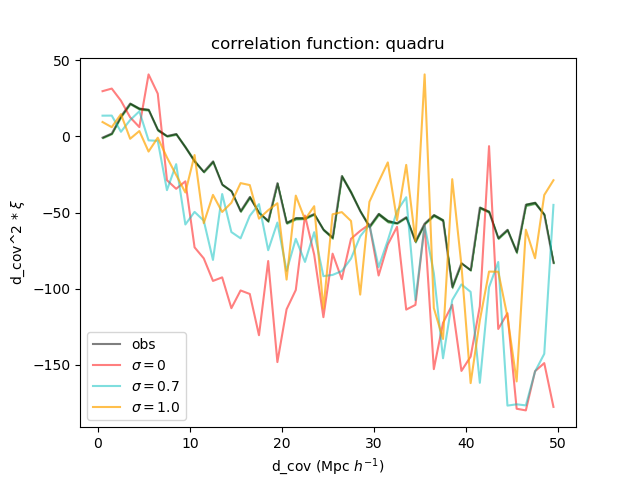 correlation function: quadru
d_cov^2 * ξ
50
0
−50
−100
−150
obs
σ = 0
σ = 0.7
σ = 1.0
0
10
20
30
40
50
d_cov (Mpc h⁻¹)